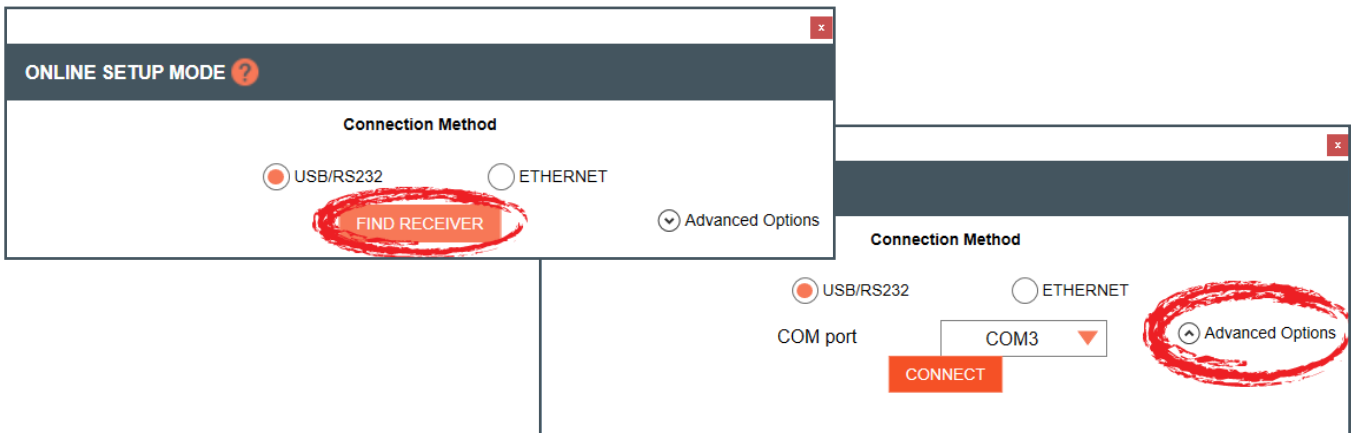 x
ONLINE SETUP MODE ?
Connection Method
USB/RS232 ETHERNET
FIND RECEIVER Advanced Options
x
Connection Method
USB/RS232 ETHERNET
COM port COM3 Advanced Options
CONNECT